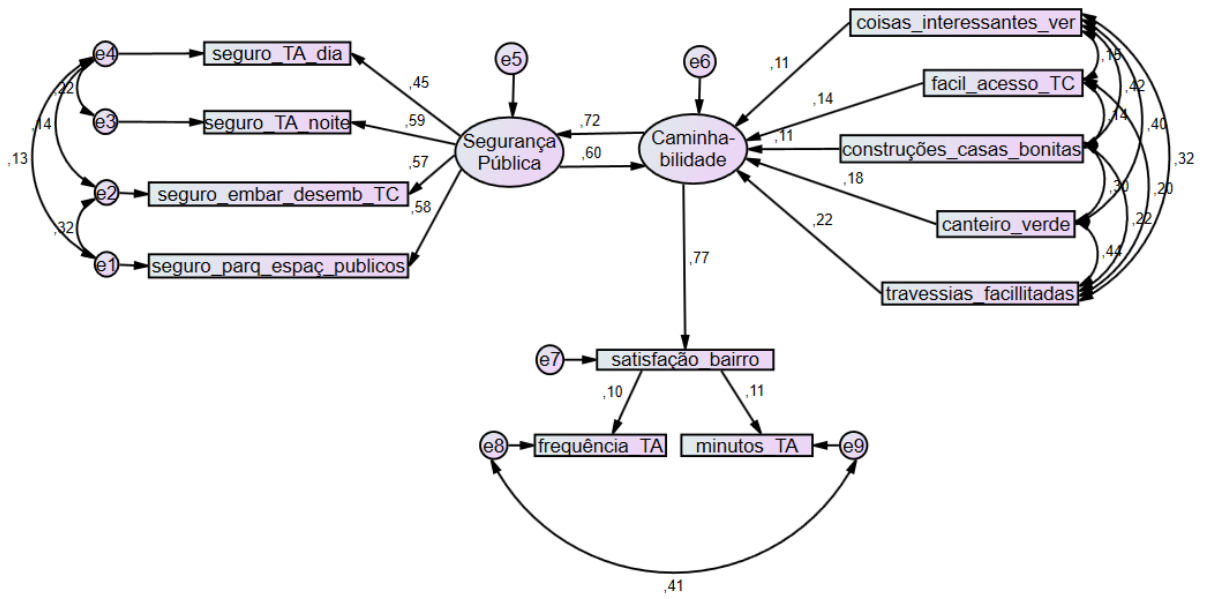 coisas_interessantes_ver
e4
seguro_TA_dia
e5
e6
,15
,22
,45
,11
,42
facil_acesso_TC
,14
e3
seguro_TA_noite
,59
,72
,14
,14
,40
Segurança
Pública
Caminha-
bilidade
,11
construções_casas_bonitas
,13
,57
,60
,32
e2
seguro_embar_desemb_TC
,58
,18
,30
,20
,32
,22
canteiro_verde
,22
,44
e1
seguro_parq_espaç_publicos
,77
travessias_facillitadas
e7
satisfação_bairro
,10
,11
e8
frequência_TA
minutos_TA
e9
,41